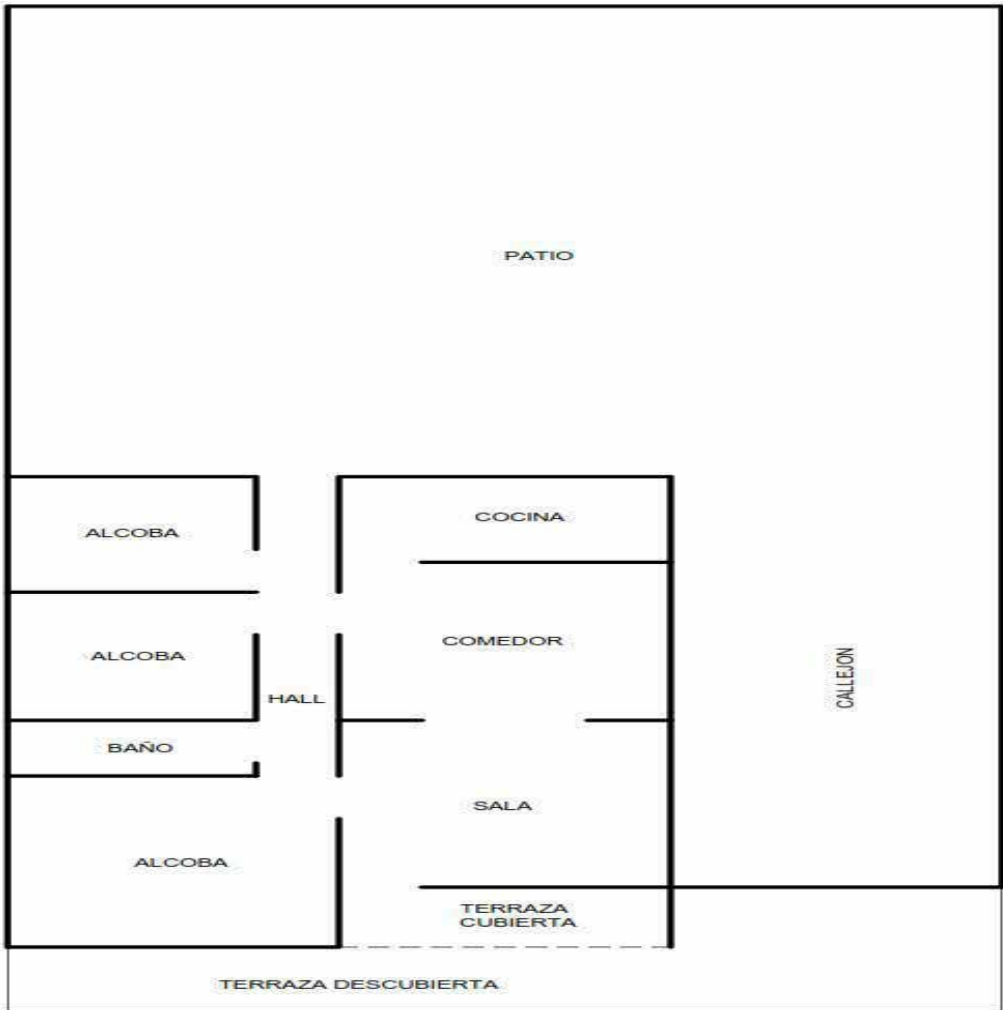 PATIO
ALCOBA
COCINA
ALCOBA
COMEDOR
HALL
CALLEJON
BAÑO
SALA
ALCOBA
TERRAZA
CUBIERTA
TERRAZA DESCUBIERTA